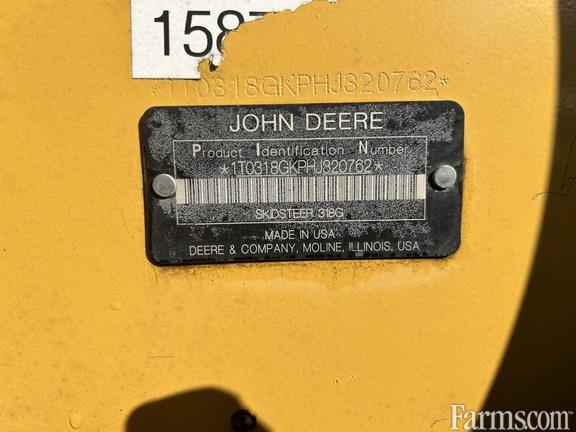 158
*1T0318GKPHJ320762*
JOHN DEERE
Product Identification Number
*1T0318GKPHJ320762*
SKIDSTEER 318G
MADE IN USA
DEERE & COMPANY, MOLINE, ILLINOIS, USA
Farms.com